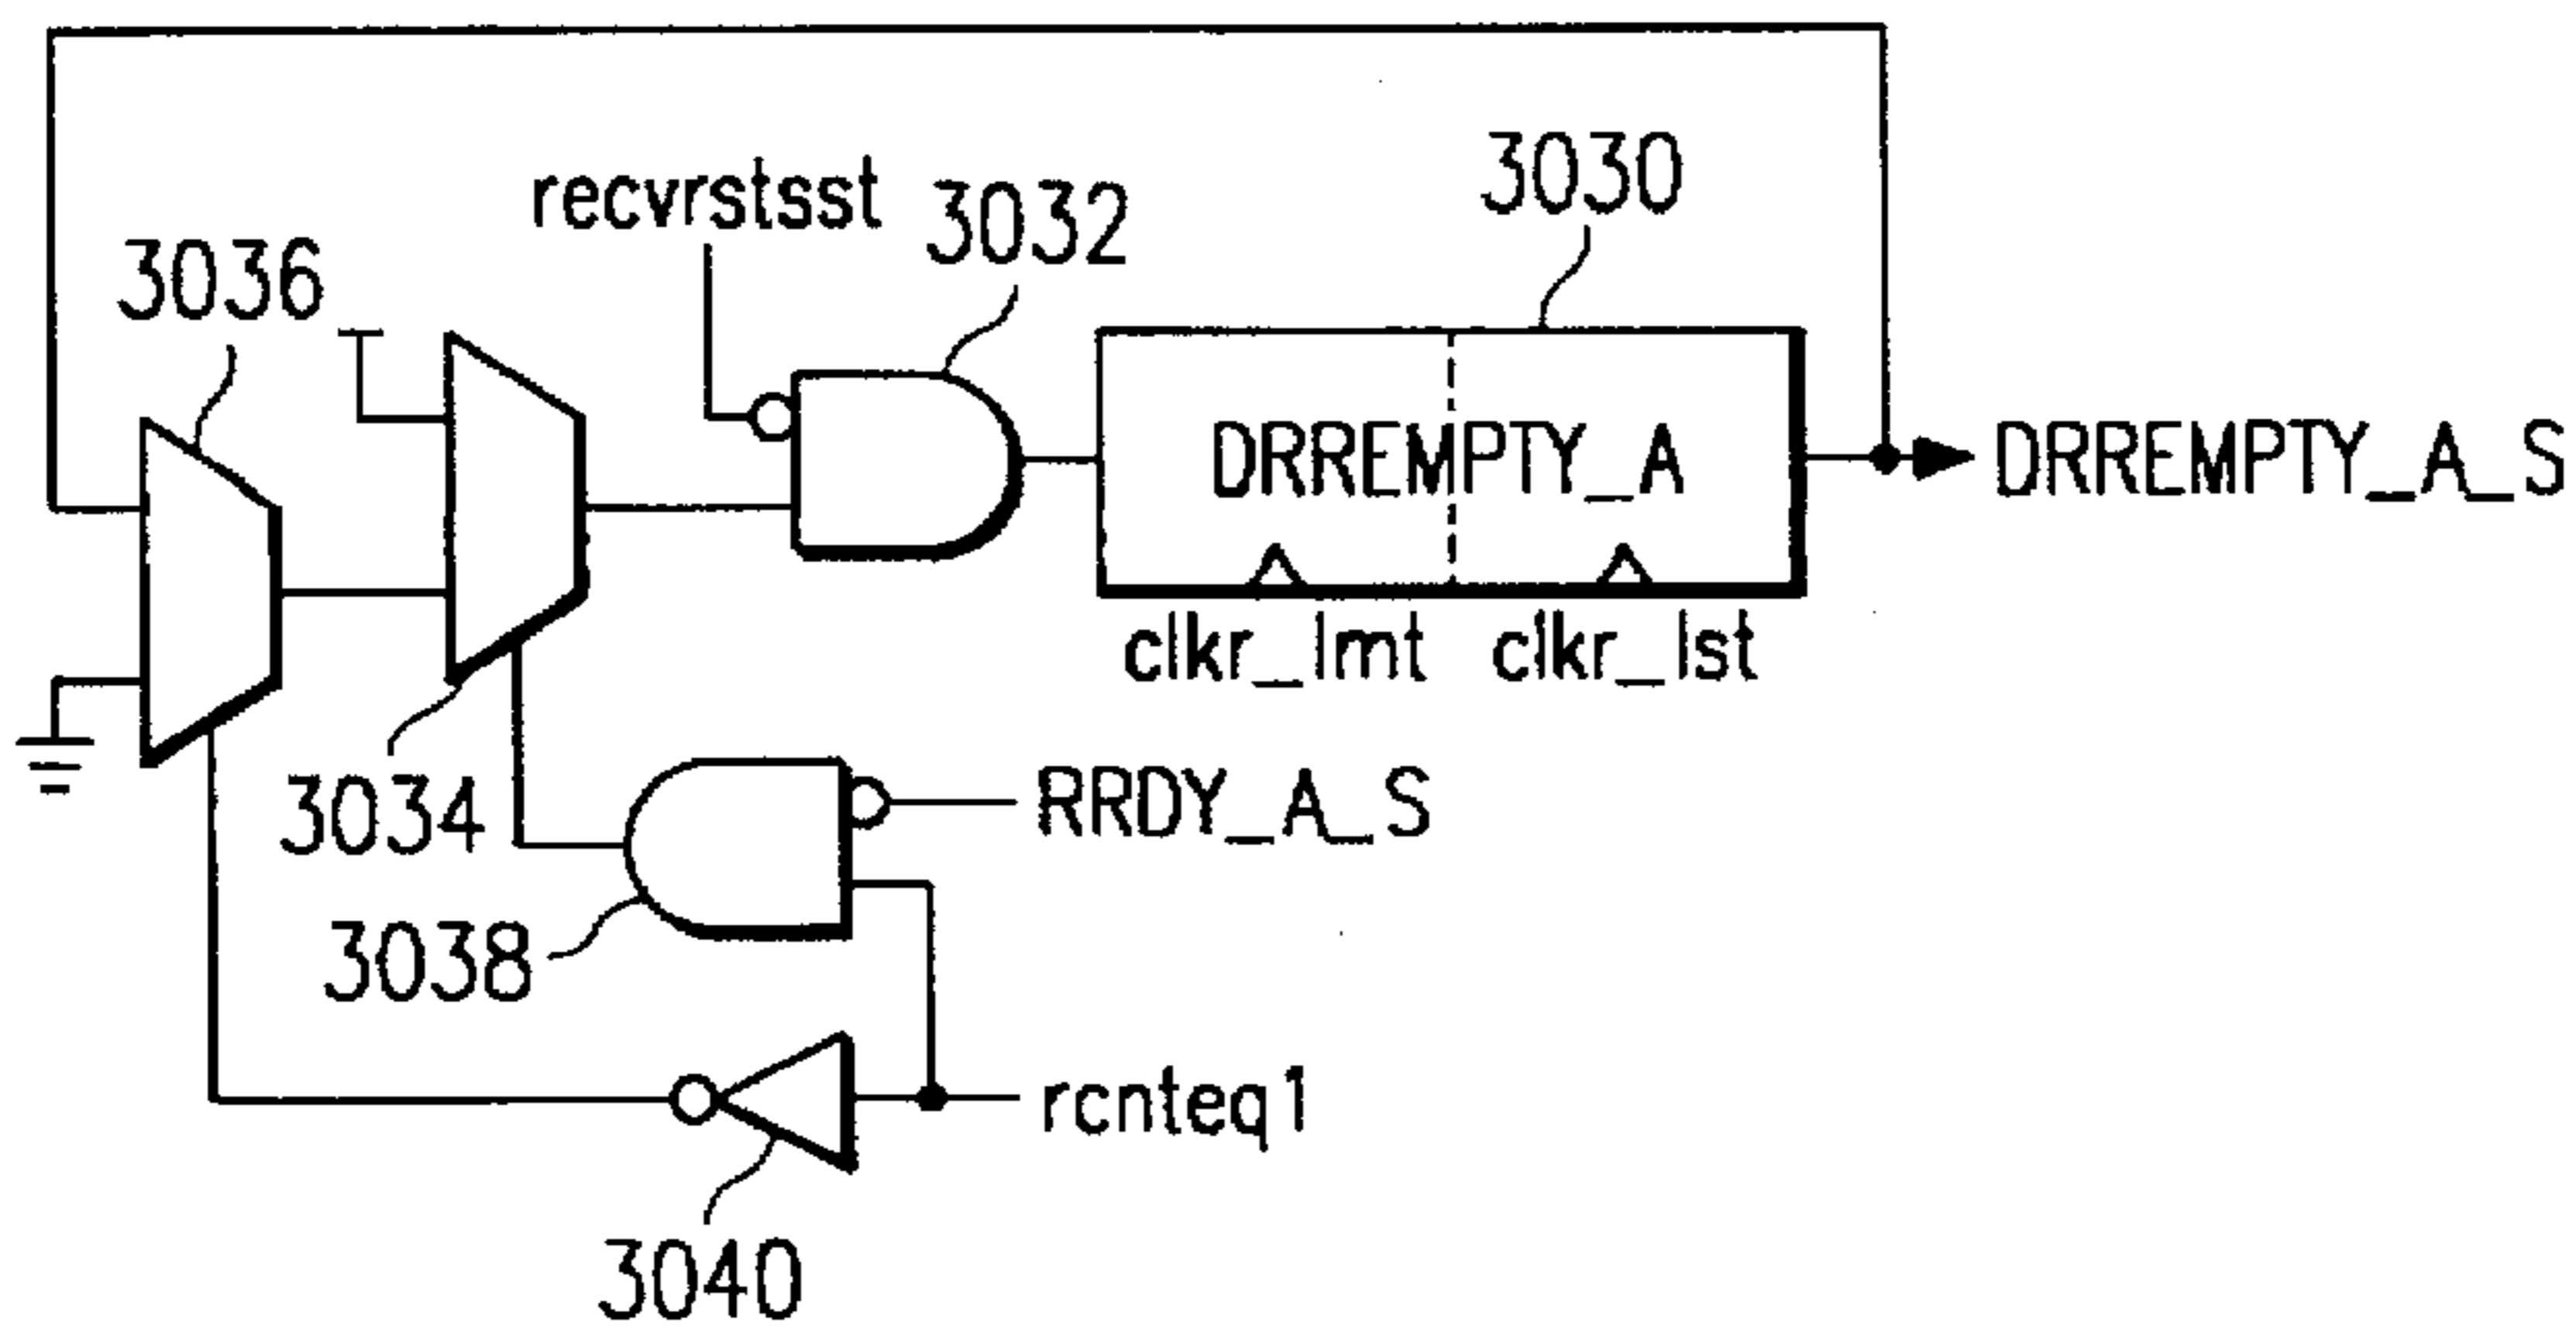 3030
recvrstsst
3032
3036
DRREMPTY_A
DRREMPTY_A_S
clkr_lmt
clkr_lst
3034
RRDY_A_S
3038
rcnteq1
3040